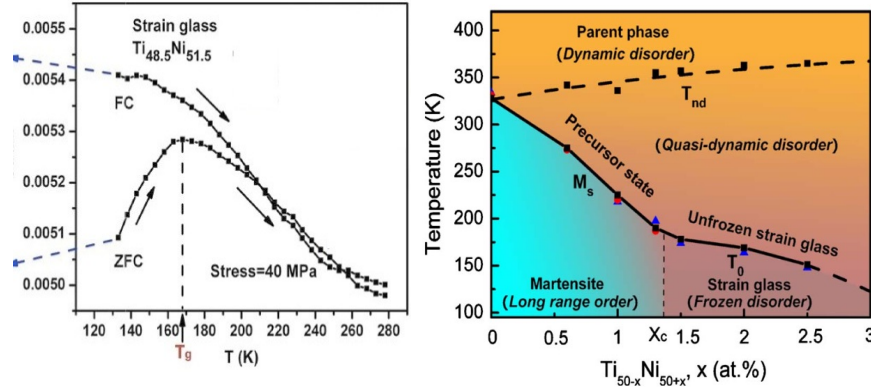 0.0055
0.0054
0.0053
0.0052
0.0051
0.0050
Strain glass
Ti48.5Ni51.5
FC
ZFC
Stress=40 MPa
120 140 160 180 200 220 240 260 280
Tg
T (K)
Temperature (K)
400
350
300
250
200
150
100
Parent phase
(Dynamic disorder)
Tnd
(Quasi-dynamic disorder)
Precursor state
Ms
Unfrozen strain glass
T0
Martensite
(Long range order)
Strain glass
(Frozen disorder)
0 0.5 1 Xc 1.5 2 2.5 3
Ti50-xNi50+x, x (at.%)